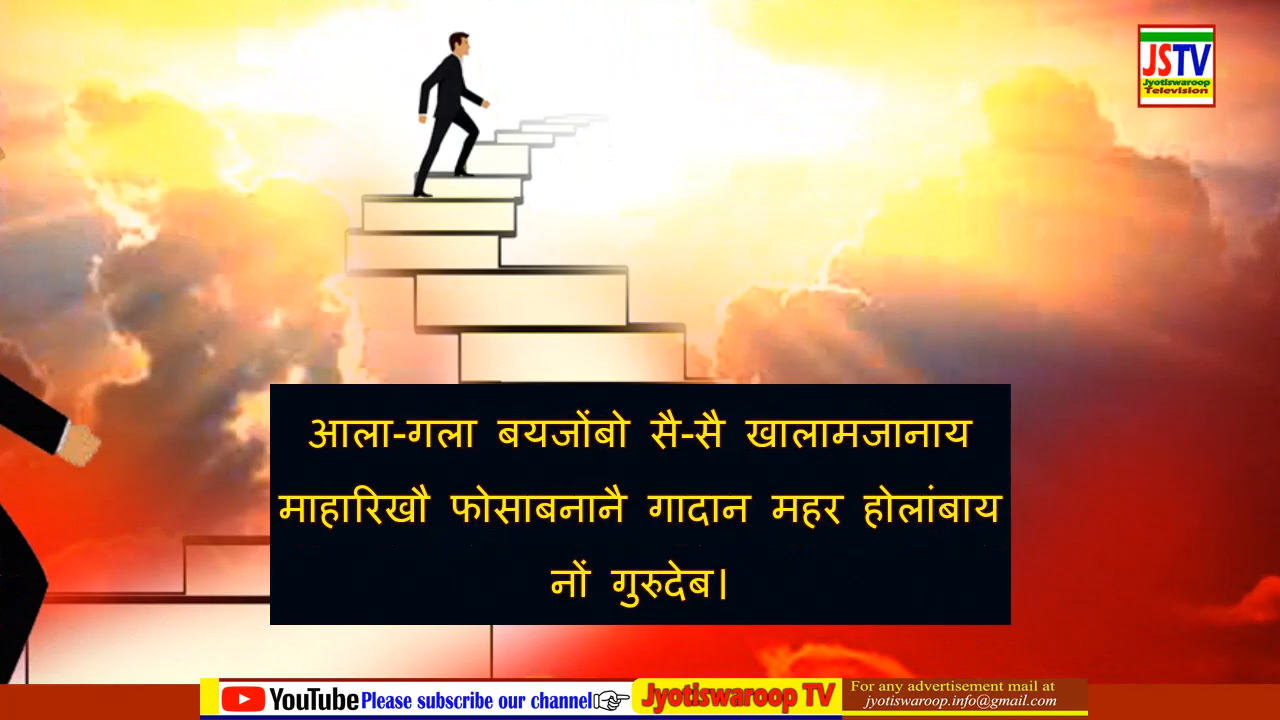 JSTV
Jyotiswaroop
Television
आला-गला बयजोंबो सै-सै खालामजानाय
माहारिखौ फोसाबनानै गादान महर होलांबाय
नों गुरुदेब।
YouTube Please subscribe our channel Jyotiswaroop TV
For any advertisement mail at
jyotiswaroop.info@gmail.com